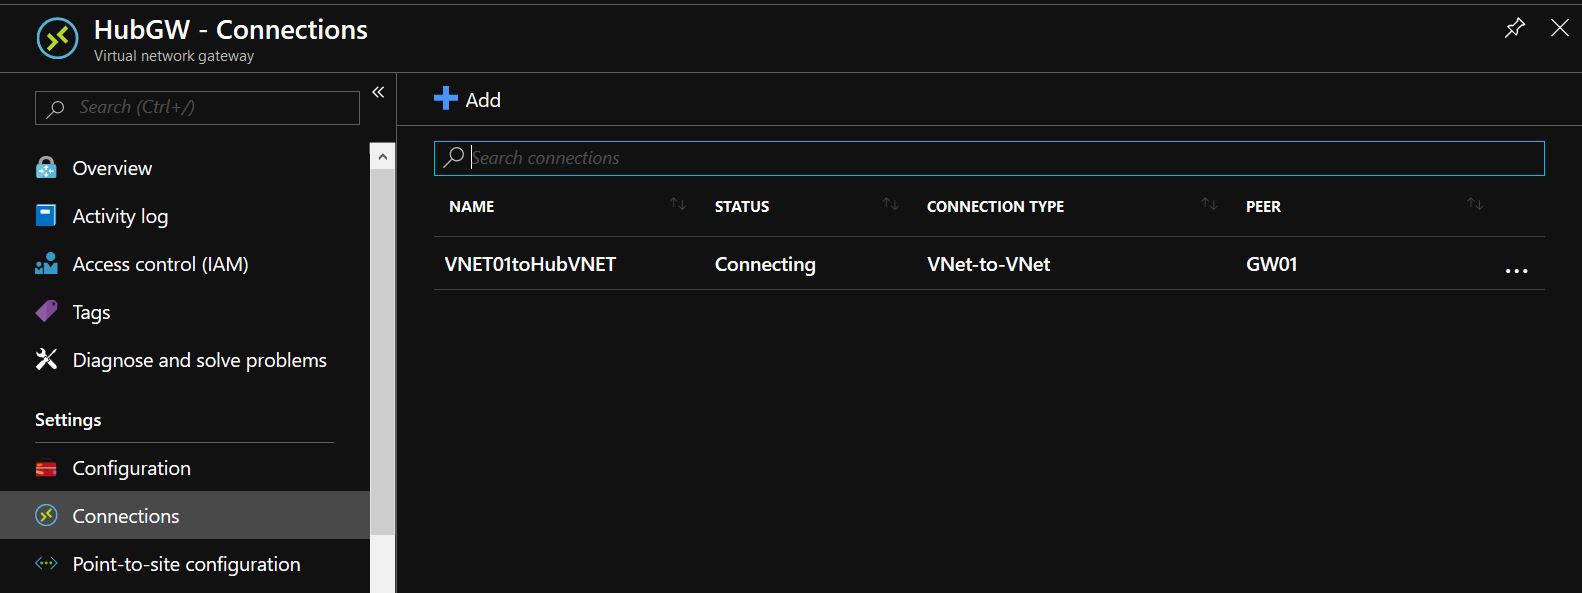 HubGW - Connections
Virtual network gateway
Search (Ctrl+/)
Overview
Activity log
Access control (IAM)
Tags
Diagnose and solve problems
Settings
Configuration
Connections
Point-to-site configuration
Add
Search connections
NAME STATUS CONNECTION TYPE PEER
VNET01toHubVNET Connecting VNet-to-VNet GW01